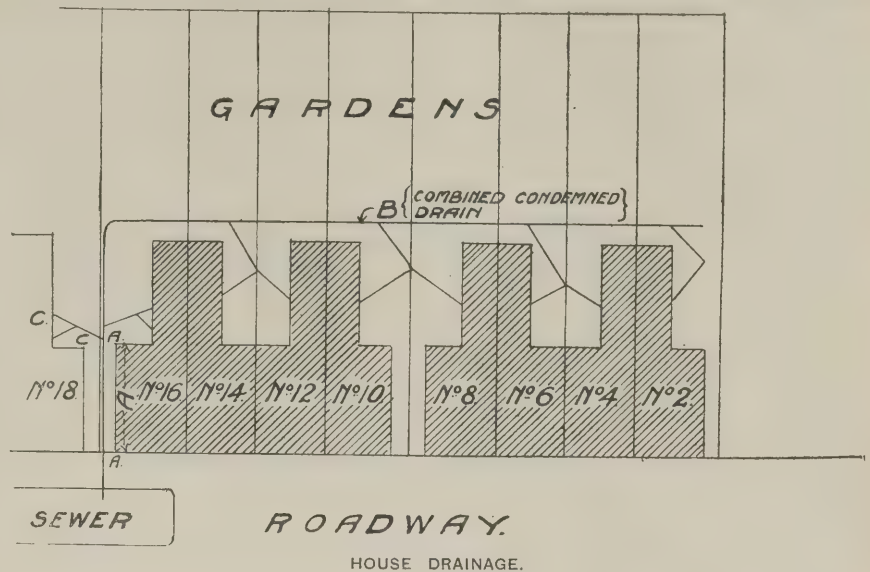 GARDENS
B {COMBINED CONDEMNED
DRAIN}
C.
C
A.
A
Nº18
Nº16
Nº14
Nº12
Nº10
Nº8
Nº6
Nº4
Nº2.
A.
SEWER
ROADWAY.
HOUSE DRAINAGE.